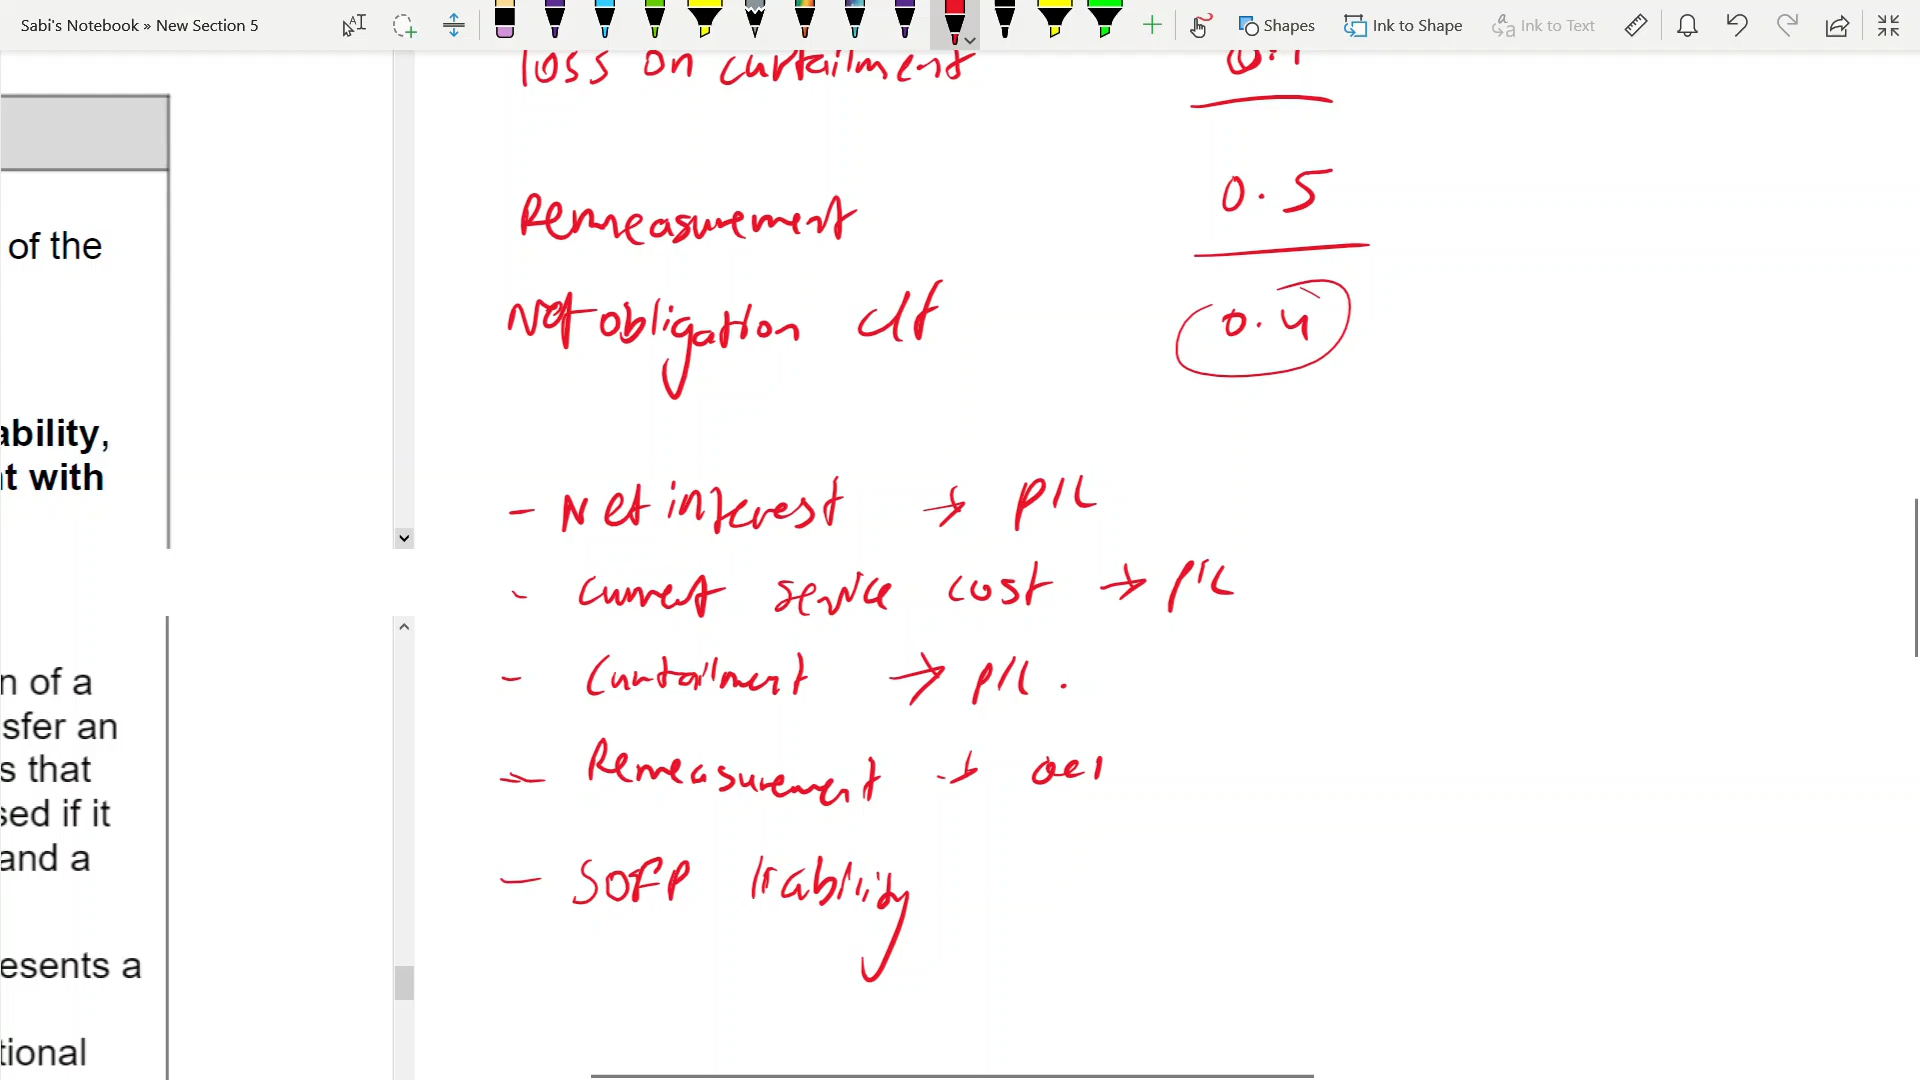 Sabi's Notebook » New Section 5
Shapes
Ink to Shape
Ink to Text
loss on curtailment
of the
Remeasurement 0.5
Net obligation c/f 0.4
ability,
t with
- Net interest → P/L
- Current service cost → P/L
n of a
- Curtailment → P/L.
sfer an
s that
- Remeasurement → OCI
sed if it
and a
- SOFP liability
esents a
tional